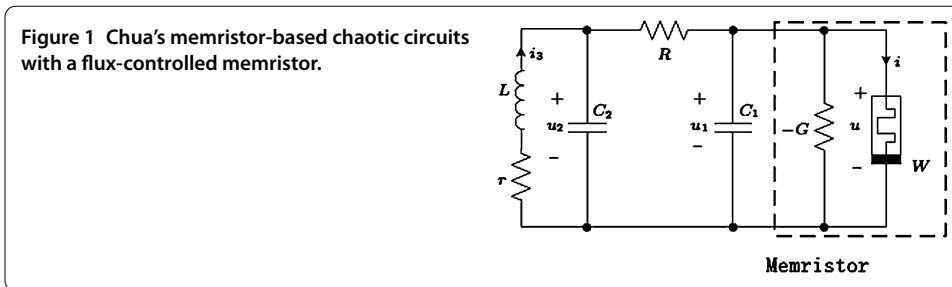 Figure 1 Chua's memristor-based chaotic circuits
with a flux-controlled memristor.
i₃
R
i
L
+
u₂
−
C₂
+
u₁
−
C₁
−G
+
u
−
r
W
Memristor